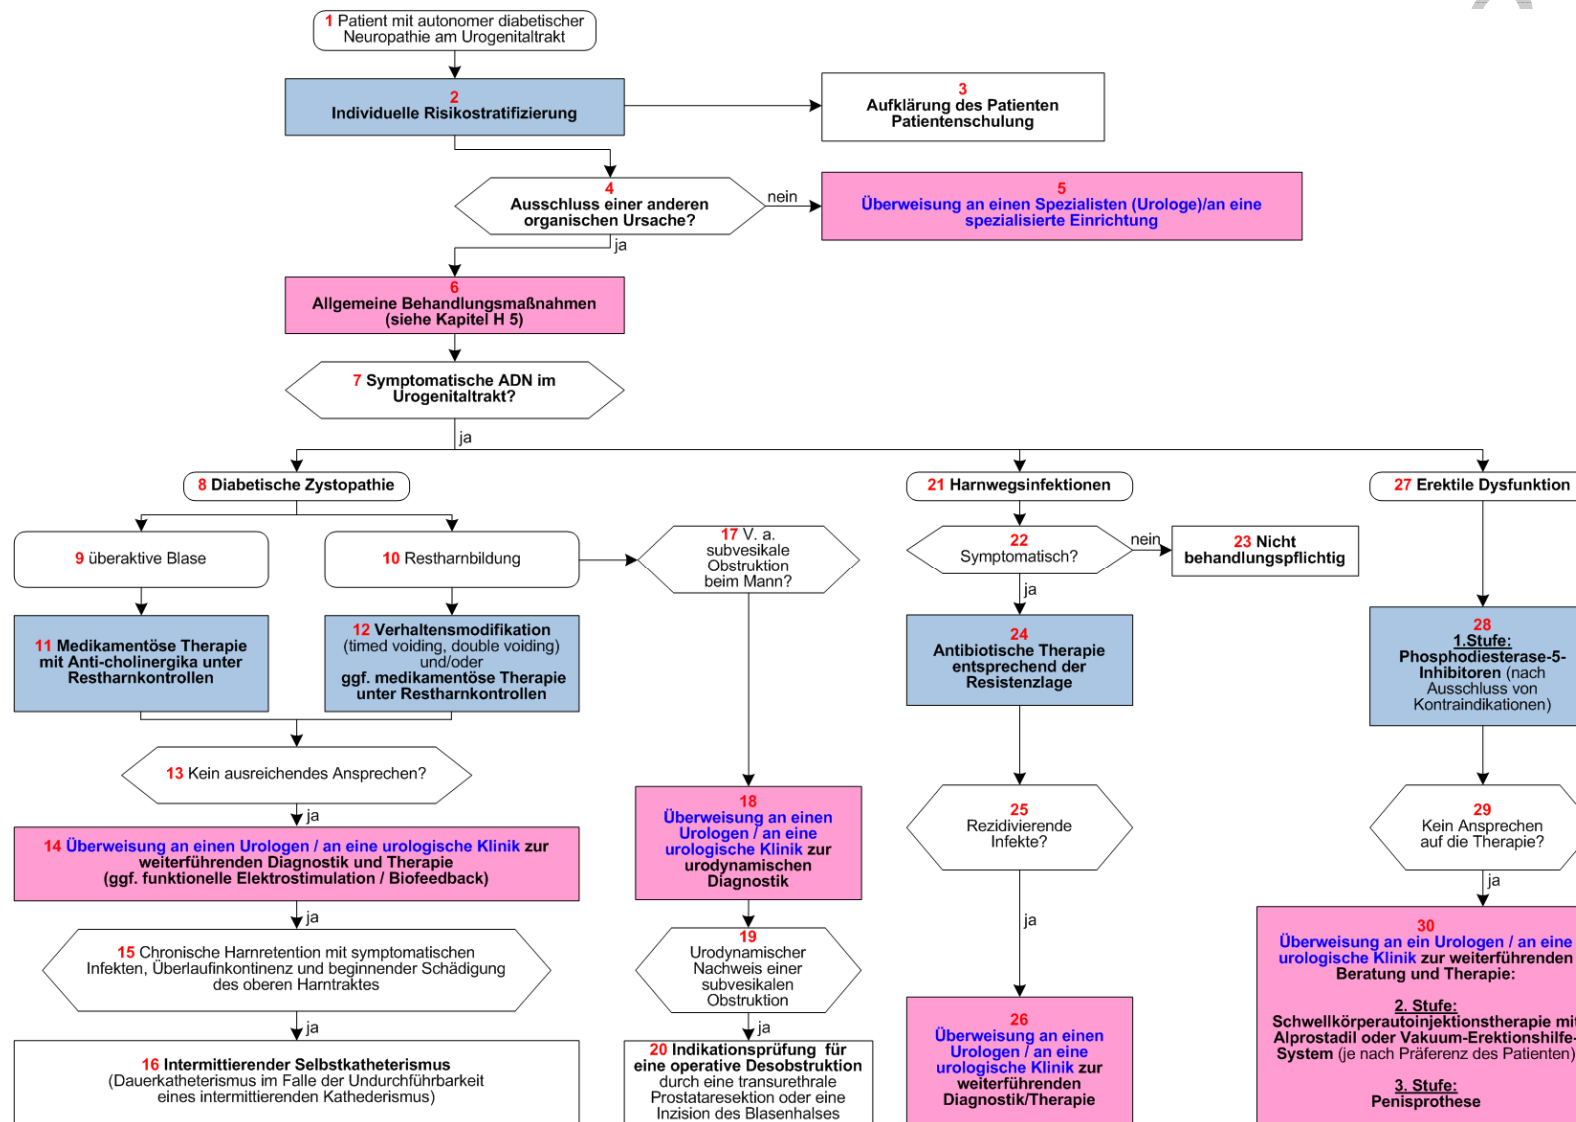 1 Patient mit autonomer diabetischer
Neuropathie am Urogenitaltrakt
2
Individuelle Risikostratifizierung
3
Aufklärung des Patienten
Patientenschulung
4
Ausschluss einer anderen
organischen Ursache?
nein
5
Überweisung an einen Spezialisten (Urologe)/an eine
spezialisierte Einrichtung
ja
6
Allgemeine Behandlungsmaßnahmen
(siehe Kapitel H 5)
7 Symptomatische ADN im
Urogenitaltrakt?
ja
8 Diabetische Zystopathie
9 überaktive Blase
10 Restharnbildung
11 Medikamentöse Therapie
mit Anti-cholinergika unter
Restharnkontrollen
12 Verhaltensmodifikation
(timed voiding, double voiding)
und/oder
ggf. medikamentöse Therapie
unter Restharnkontrollen
13 Kein ausreichendes Ansprechen?
ja
14 Überweisung an einen Urologen / an eine urologische Klinik zur
weiterführenden Diagnostik und Therapie
(ggf. funktionelle Elektrostimulation / Biofeedback)
ja
15 Chronische Harnretention mit symptomatischen
Infekten, Überlaufinkontinenz und beginnender Schädigung
des oberen Harntraktes
ja
16 Intermittierender Selbstkatheterismus
(Dauerkatheterismus im Falle der Undurchführbarkeit
eines intermittierenden Kathederismus)
17 V. a.
subvesikale
Obstruktion
beim Mann?
18
Überweisung an einen
Urologen / an eine
urologische Klinik zur
urodynamischen
Diagnostik
19
Urodynamischer
Nachweis einer
subvesikalen
Obstruktion
ja
20 Indikationsprüfung für
eine operative Desobstruktion
durch eine transurethrale
Prostataresektion oder eine
Inzision des Blasenhalses
21 Harnwegsinfektionen
22
Symptomatisch?
nein
23 Nicht
behandlungspflichtig
ja
24
Antibiotische Therapie
entsprechend der
Resistenzlage
25
Rezidivierende
Infekte?
ja
26
Überweisung an einen
Urologen / an eine
urologische Klinik zur
weiterführenden
Diagnostik/Therapie
27 Erektile Dysfunktion
28
1.Stufe:
Phosphodiesterase-5-
Inhibitoren (nach
Ausschluss von
Kontraindikationen)
29
Kein Ansprechen
auf die Therapie?
ja
30
Überweisung an ein Urologen / an eine
urologische Klinik zur weiterführenden
Beratung und Therapie:
2. Stufe:
Schwellkörperautoinjektionstherapie mit
Alprostadil oder Vakuum-Erektionshilfe-
System (je nach Präferenz des Patienten)
3. Stufe:
Penisprothese